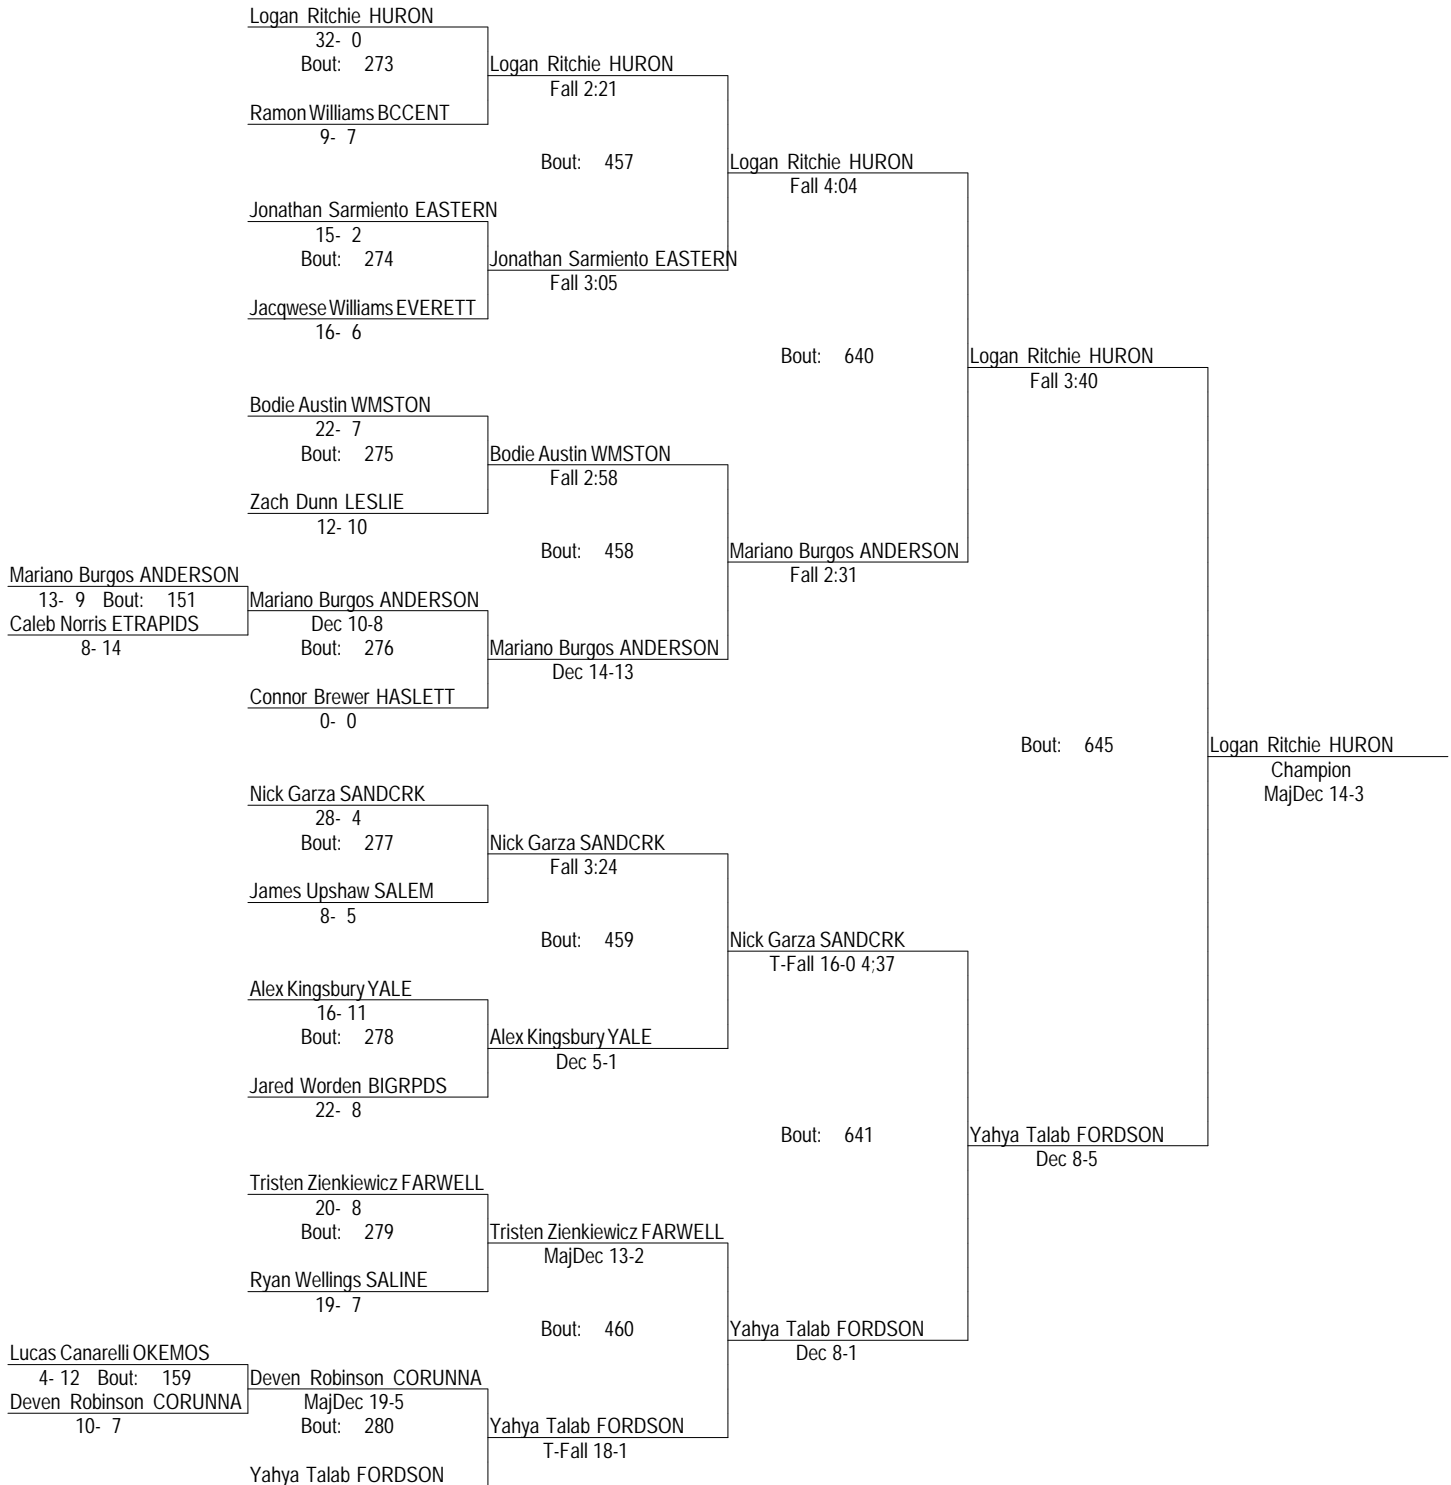 Logan Ritchie HURON
32- 0
Bout: 273
Logan Ritchie HURON
Fall 2:21
Ramon Williams BCCENT
9- 7
Bout: 457
Logan Ritchie HURON
Fall 4:04
Jonathan Sarmiento EASTERN
15- 2
Bout: 274
Jonathan Sarmiento EASTERN
Fall 3:05
Jacqwese Williams EVERETT
16- 6
Bout: 640
Logan Ritchie HURON
Fall 3:40
Bodie Austin WMSTON
22- 7
Bout: 275
Bodie Austin WMSTON
Fall 2:58
Zach Dunn LESLIE
12- 10
Bout: 458
Mariano Burgos ANDERSON
Fall 2:31
Mariano Burgos ANDERSON
13- 9 Bout: 151
Caleb Norris ETRAPIDS
8- 14
Mariano Burgos ANDERSON
Dec 10-8
Bout: 276
Mariano Burgos ANDERSON
Dec 14-13
Connor Brewer HASLETT
0- 0
Bout: 645
Logan Ritchie HURON
Champion
MajDec 14-3
Nick Garza SANDCRK
28- 4
Bout: 277
Nick Garza SANDCRK
Fall 3:24
James Upshaw SALEM
8- 5
Bout: 459
Nick Garza SANDCRK
T-Fall 16-0 4;37
Alex Kingsbury YALE
16- 11
Bout: 278
Alex Kingsbury YALE
Dec 5-1
Jared Worden BIGRPDS
22- 8
Bout: 641
Yahya Talab FORDSON
Dec 8-5
Tristen Zienkiewicz FARWELL
20- 8
Bout: 279
Tristen Zienkiewicz FARWELL
MajDec 13-2
Ryan Wellings SALINE
19- 7
Bout: 460
Yahya Talab FORDSON
Dec 8-1
Lucas Canarelli OKEMOS
4- 12 Bout: 159
Deven Robinson CORUNNA
10- 7
Deven Robinson CORUNNA
MajDec 19-5
Bout: 280
Yahya Talab FORDSON
T-Fall 18-1
Yahya Talab FORDSON